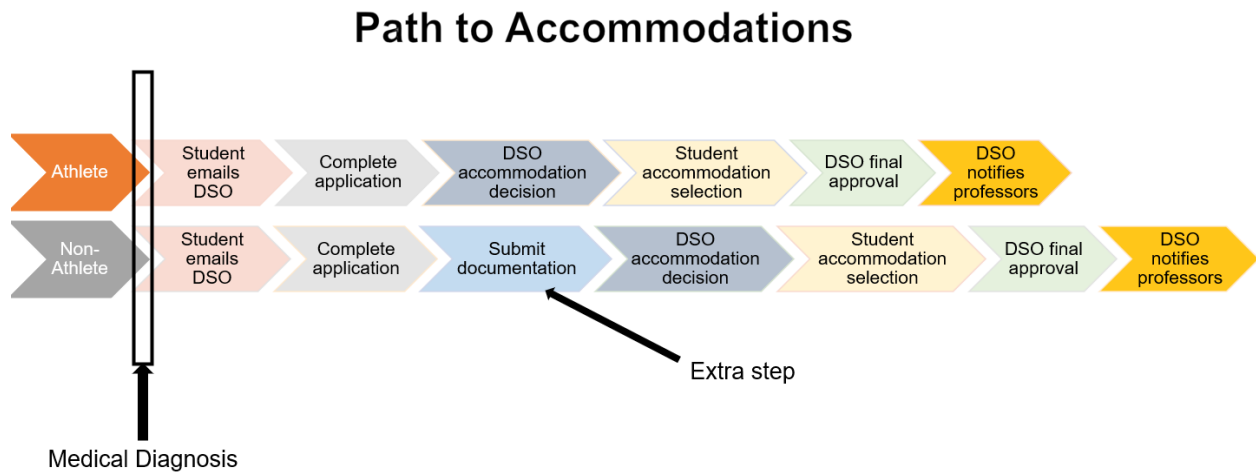 Path to Accommodations
Athlete
Student
emails
DSO
Complete
application
DSO
accommodation
decision
Student
accommodation
selection
DSO final
approval
DSO
notifies
professors
Non-
Athlete
Student
emails
DSO
Complete
application
Submit
documentation
DSO
accommodation
decision
Student
accommodation
selection
DSO final
approval
DSO
notifies
professors
Extra step
Medical Diagnosis